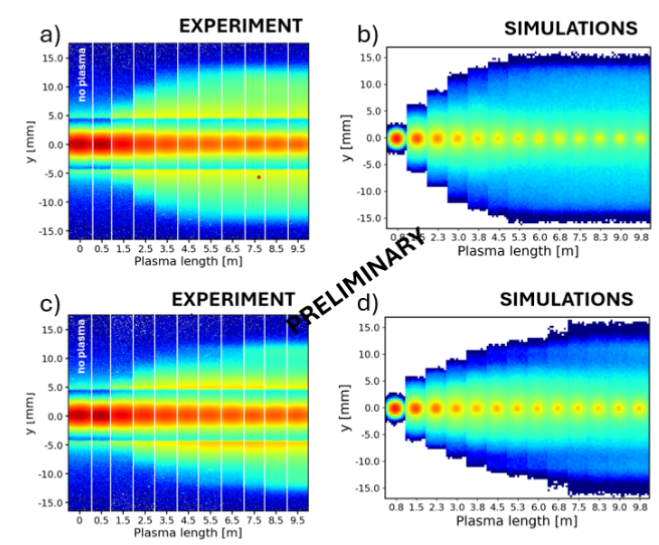 a)
EXPERIMENT
no plasma
y [mm]
15.0
10.0
5.0
0.0
-5.0
-10.0
-15.0
0 0.5 1.5 2.5 3.5 4.5 5.5 6.5 7.5 8.5 9.5
Plasma length [m]
b)
SIMULATIONS
y [mm]
15.0
10.0
5.0
0.0
-5.0
-10.0
-15.0
2.3 3.0 3.8 4.5 5.3 6.0 6.8 7.5 8.3 9.0 9.8
Plasma length [m]
PRELIMINARY
c)
EXPERIMENT
no plasma
y [mm]
15.0
10.0
5.0
0.0
-5.0
-10.0
-15.0
0 0.5 1.5 2.5 3.5 4.5 5.5 6.5 7.5 8.5 9.5
Plasma length [m]
d)
SIMULATIONS
y [mm]
15.0
10.0
5.0
0.0
-5.0
-10.0
-15.0
0.8 1.5 2.3 3.0 3.8 4.5 5.3 6.0 6.8 7.5 8.3 9.0 9.8
Plasma length [m]